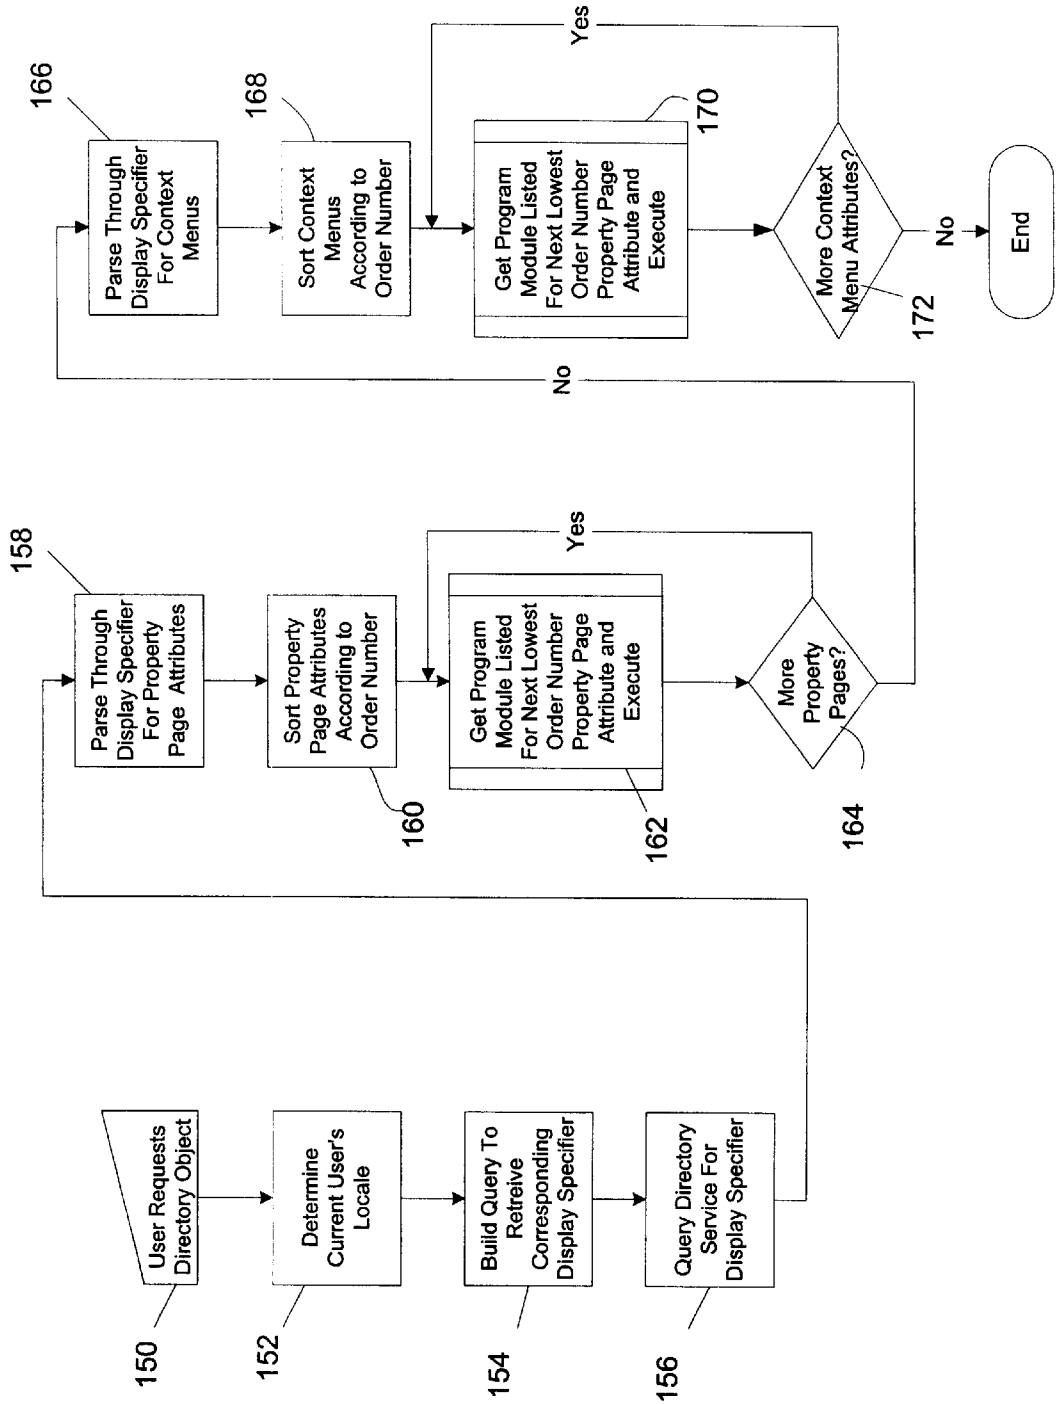 User Requests
Directory Object
150
Determine
Current User's
Locale
152
Build Query To
Retreive
Corresponding
Display Specifier
154
Query Directory
Service For
Display Specifier
156
Parse Through
Display Specifier
For Property
Page Attributes
158
Sort Property
Page Attributes
According to
Order Number
160
Get Program
Module Listed
For Next Lowest
Order Number
Property Page
Attribute and
Execute
162
More
Property
Pages?
164
Yes
No
Parse Through
Display Specifier
For Context
Menus
166
Sort Context
Menus
According to
Order Number
168
Get Program
Module Listed
For Next Lowest
Order Number
Property Page
Attribute and
Execute
170
More Context
Menu Attributes?
172
Yes
No
End